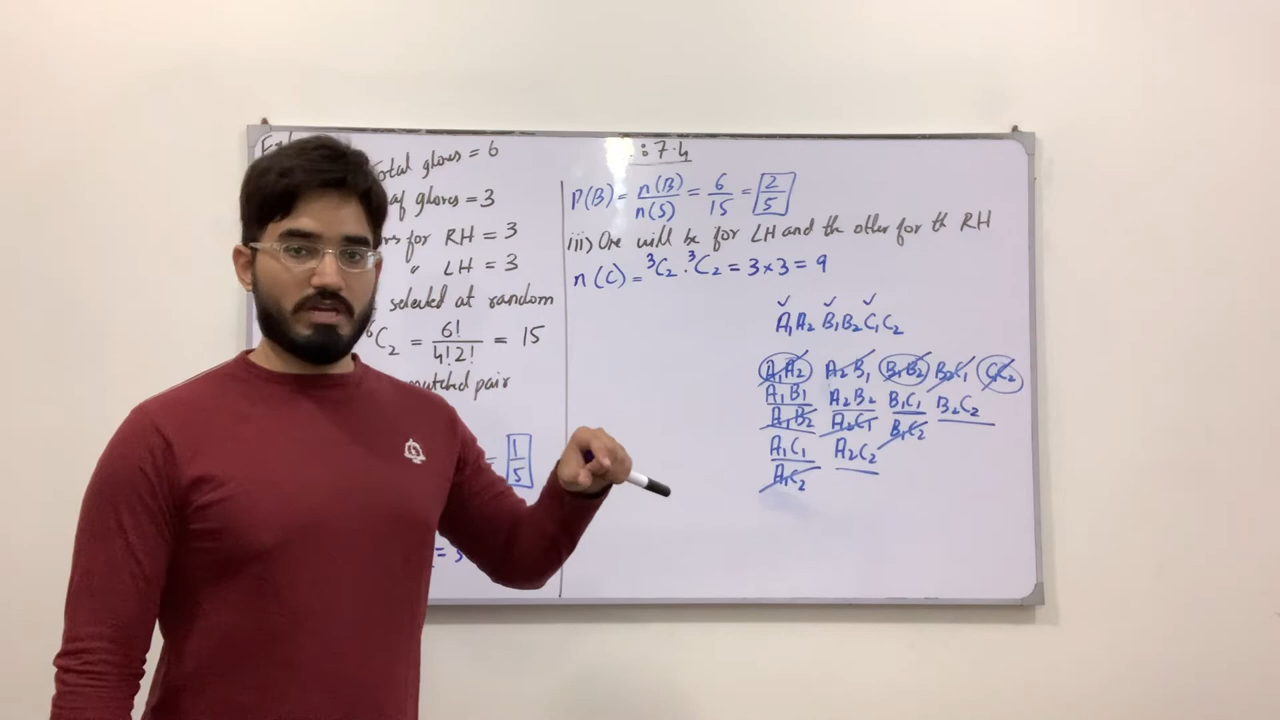 Total gloves = 6
of gloves = 3
for RH = 3
" LH = 3
selected at random
⁶C₂ = 6!/4!2! = 15
matched pair
1/5
: 7.4
P(B) = n(B)/n(S) = 6/15 = 2/5
iii) One will be for LH and the other for th RH
n(C) = ³C₂ · ³C₂ = 3×3 = 9
✓ ✓ ✓
A₁A₂ B₁B₂ C₁C₂
A₁A₂ A₂B₁ B₁B₂ B₂C₁ C₁C₂
A₁B₁ A₂B₂ B₁C₁ B₂C₂
A₁B₂ A₂C₁ B₁C₂
A₁C₁ A₂C₂
A₁C₂